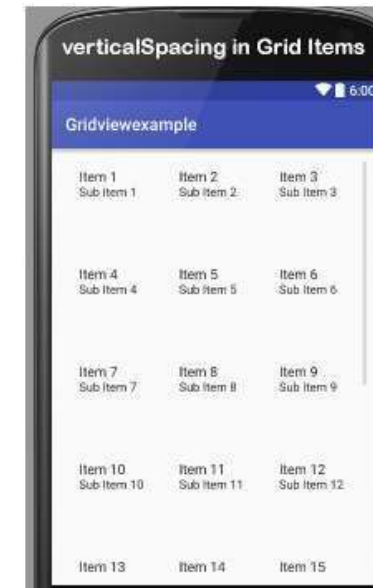 verticalSpacing in Grid Items
6:00
Gridviewexample
Item 1 Item 2 Item 3
Sub Item 1 Sub Item 2 Sub Item 3
Item 4 Item 5 Item 6
Sub Item 4 Sub Item 5 Sub Item 6
Item 7 Item 8 Item 9
Sub Item 7 Sub Item 8 Sub Item 9
Item 10 Item 11 Item 12
Sub Item 10 Sub Item 11 Sub Item 12
Item 13 Item 14 Item 15